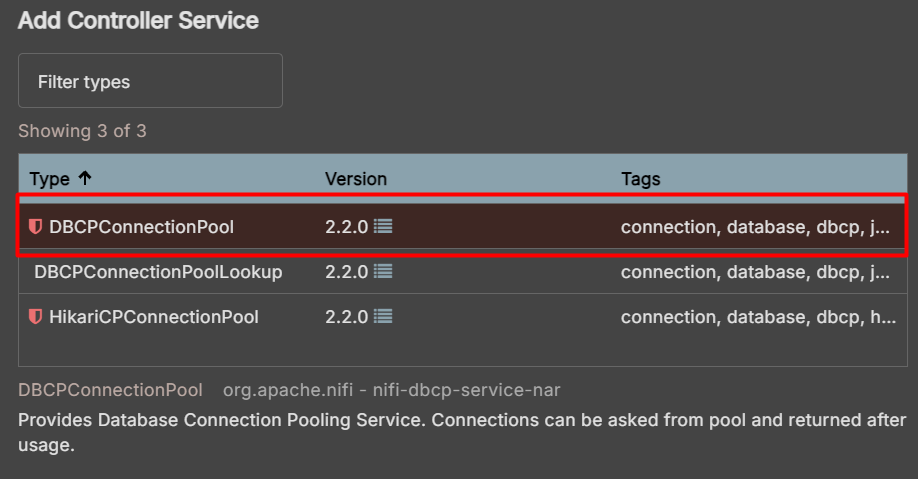 Add Controller Service
Filter types
Showing 3 of 3
Type Version Tags
DBCPConnectionPool 2.2.0 connection, database, dbcp, j...
DBCPConnectionPoolLookup 2.2.0 connection, database, dbcp, j...
HikariCPConnectionPool 2.2.0 connection, database, dbcp, h...
DBCPConnectionPool org.apache.nifi - nifi-dbcp-service-nar
Provides Database Connection Pooling Service. Connections can be asked from pool and returned after
usage.